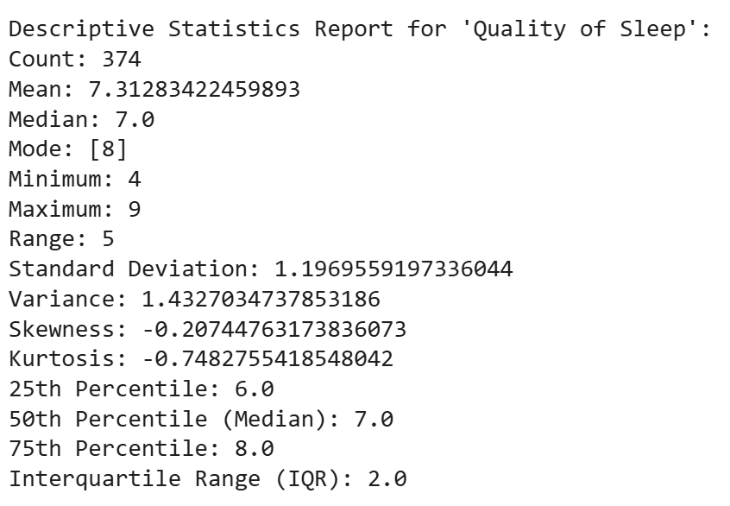 Descriptive Statistics Report for 'Quality of Sleep':
Count: 374
Mean: 7.31283422459893
Median: 7.0
Mode: [8]
Minimum: 4
Maximum: 9
Range: 5
Standard Deviation: 1.1969559197336044
Variance: 1.4327034737853186
Skewness: -0.20744763173836073
Kurtosis: -0.7482755418548042
25th Percentile: 6.0
50th Percentile (Median): 7.0
75th Percentile: 8.0
Interquartile Range (IQR): 2.0